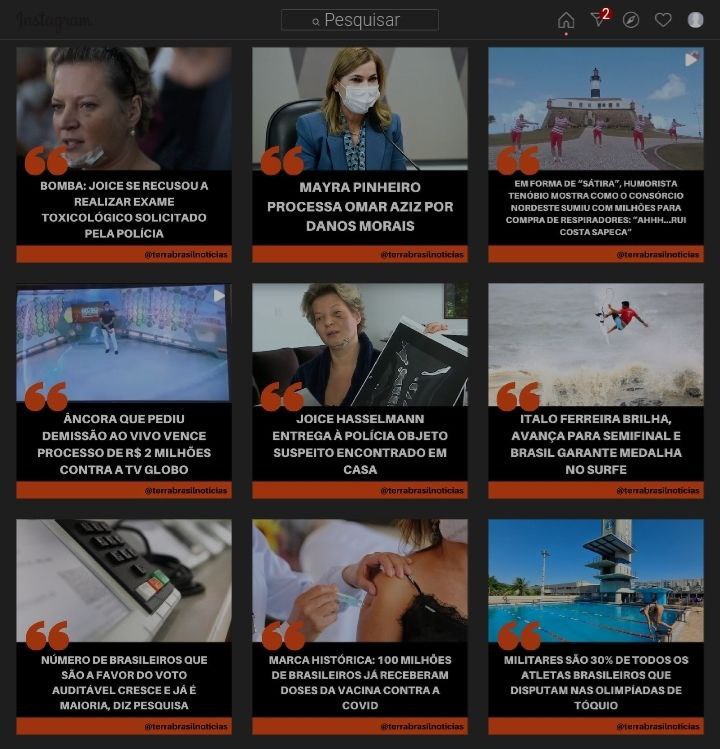 Instagram
Pesquisar
2
BOMBA: JOICE SE RECUSOU A
REALIZAR EXAME
TOXICOLÓGICO SOLICITADO
PELA POLÍCIA
@terrabrasilnoticias
MAYRA PINHEIRO
PROCESSA OMAR AZIZ POR
DANOS MORAIS
@terrabrasilnoticias
EM FORMA DE "SÁTIRA", HUMORISTA
TENÓBIO MOSTRA COMO O CONSÓRCIO
NORDESTE SUMIU COM MILHÕES PARA
COMPRA DE RESPIRADORES: "AHHH...RUI
COSTA SAPECA"
@terrabrasilnoticias
ÂNCORA QUE PEDIU
DEMISSÃO AO VIVO VENCE
PROCESSO DE R$ 2 MILHÕES
CONTRA A TV GLOBO
@terrabrasilnoticias
JOICE HASSELMANN
ENTREGA À POLÍCIA OBJETO
SUSPEITO ENCONTRADO EM
CASA
@terrabrasilnoticias
ITALO FERREIRA BRILHA,
AVANÇA PARA SEMIFINAL E
BRASIL GARANTE MEDALHA
NO SURFE
@terrabrasilnoticias
NÚMERO DE BRASILEIROS QUE
SÃO A FAVOR DO VOTO
AUDITÁVEL CRESCE E JÁ É
MAIORIA, DIZ PESQUISA
@terrabrasilnoticias
MARCA HISTÓRICA: 100 MILHÕES
DE BRASILEIROS JÁ RECEBERAM
DOSES DA VACINA CONTRA A
COVID
@terrabrasilnoticias
MILITARES SÃO 30% DE TODOS OS
ATLETAS BRASILEIROS QUE
DISPUTAM NAS OLIMPÍADAS DE
TÓQUIO
@terrabrasilnoticias